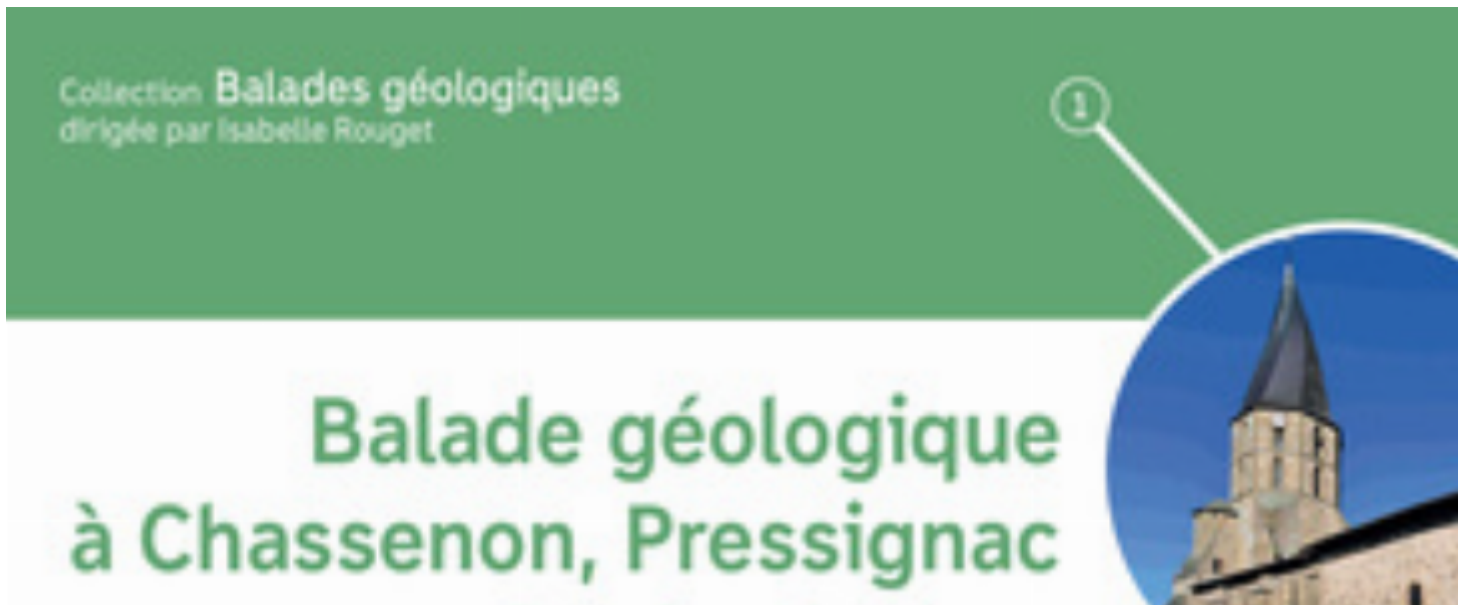 Collection Balades géologiques
dirigée par Isabelle Rouget
1
Balade géologique
à Chassenon, Pressignac